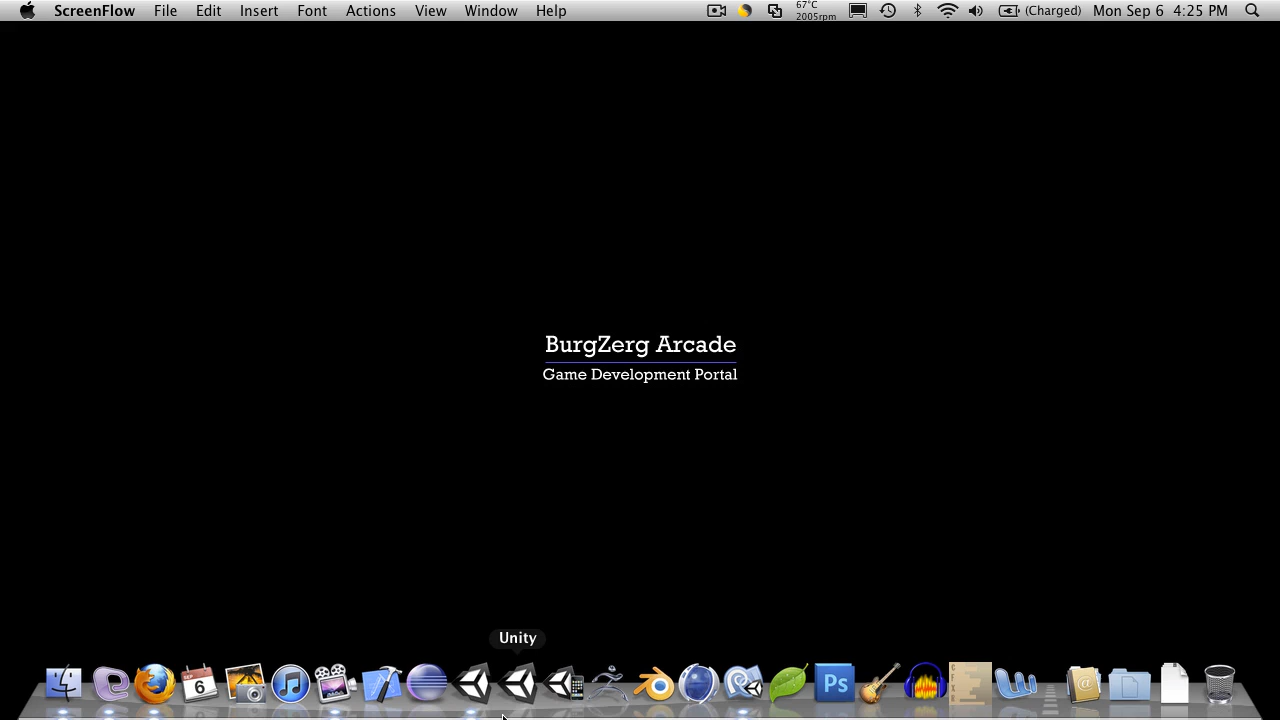 ScreenFlow File Edit Insert Font Actions View Window Help 67°C 2005rpm (Charged) Mon Sep 6 4:25 PM
BurgZerg Arcade
Game Development Portal
Unity
SEP
6
Ps